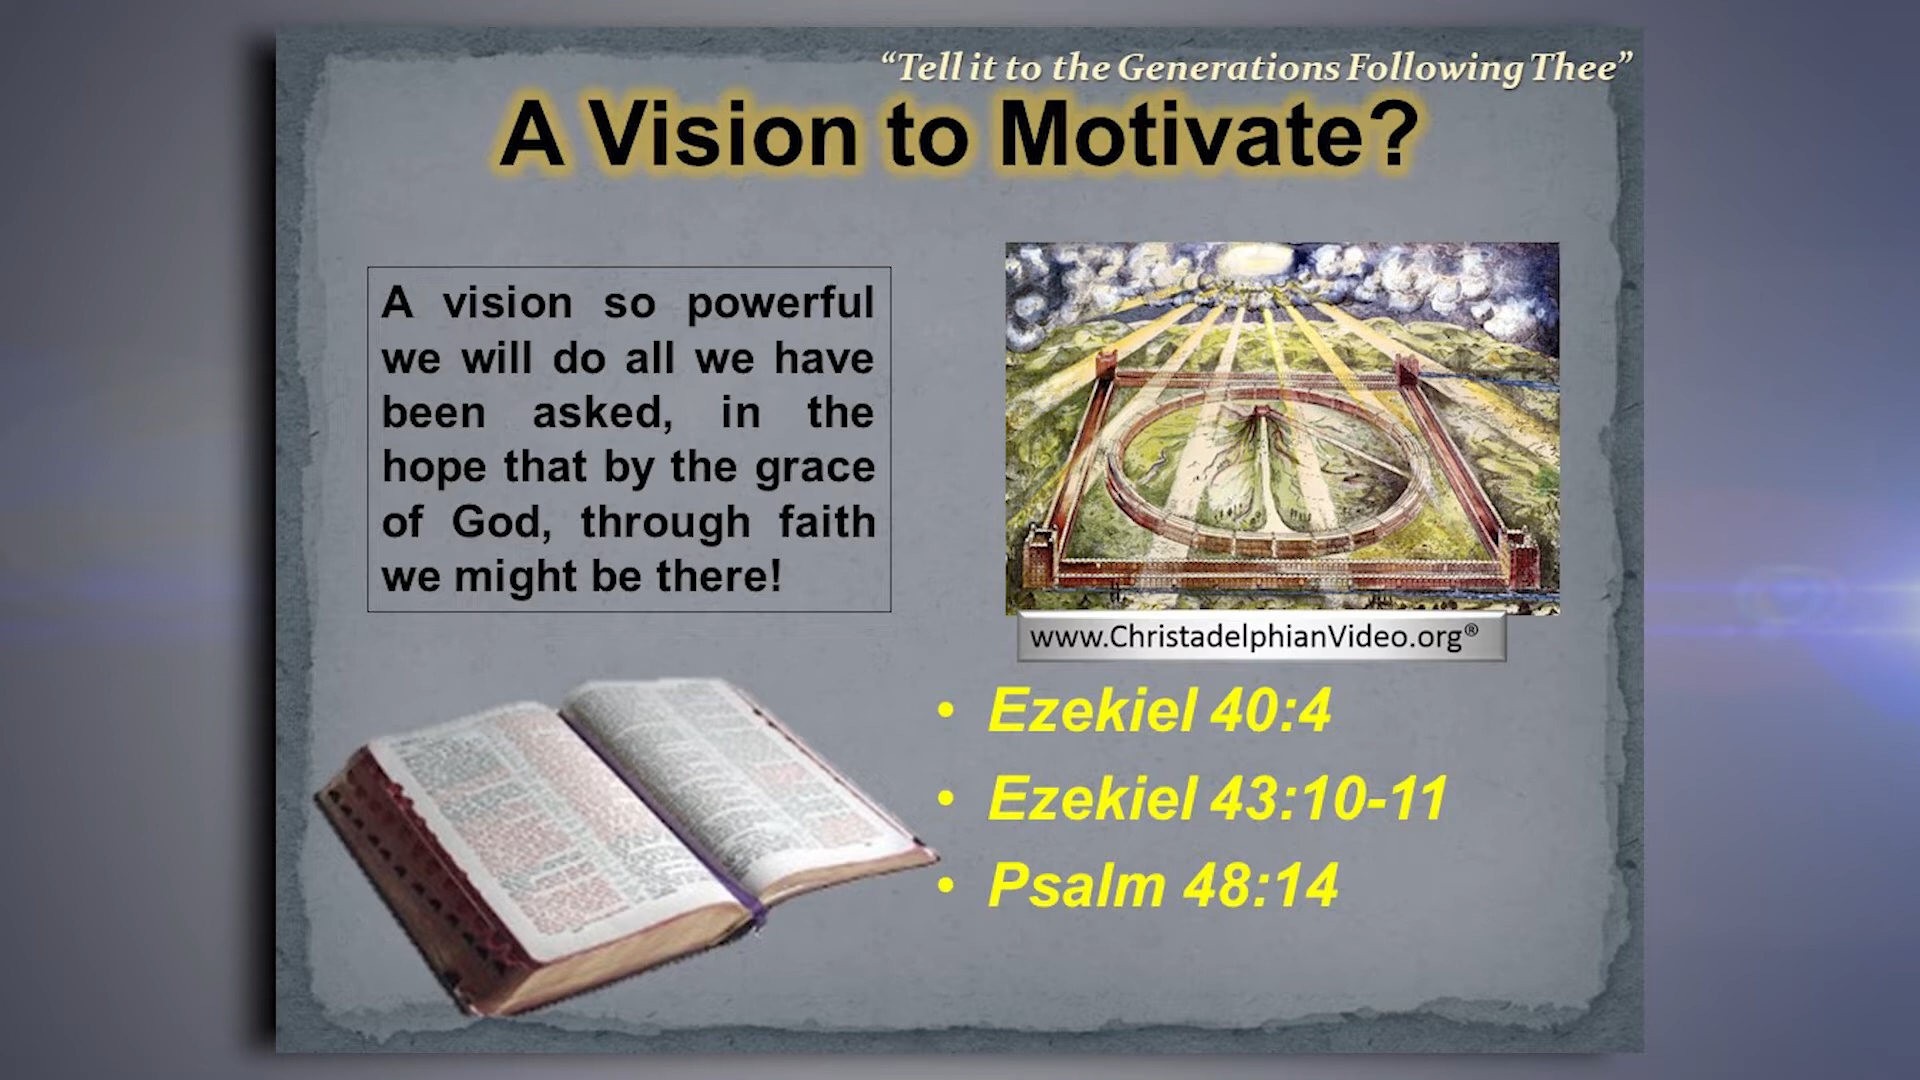 “Tell it to the Generations Following Thee”
A Vision to Motivate?
A vision so powerful
we will do all we have
been asked, in the
hope that by the grace
of God, through faith
we might be there!
www.ChristadelphianVideo.org®
• Ezekiel 40:4
• Ezekiel 43:10-11
• Psalm 48:14